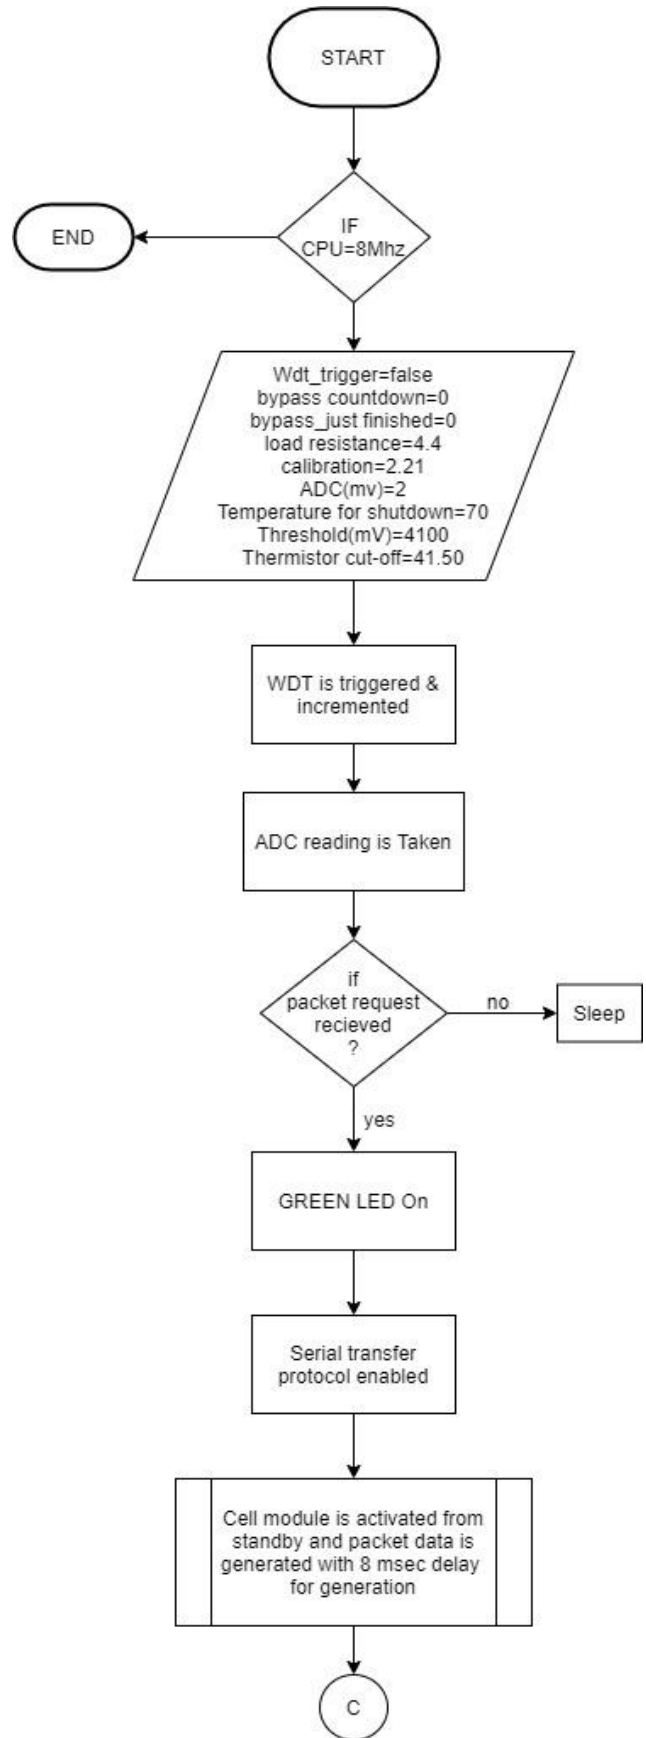 START
IF
CPU=8Mhz
END
Wdt_trigger=false
bypass countdown=0
bypass_just finished=0
load resistance=4.4
calibration=2.21
ADC(mv)=2
Temperature for shutdown=70
Threshold(mV)=4100
Thermistor cut-off=41.50
WDT is triggered &
incremented
ADC reading is Taken
if
packet request
recieved
?
no
Sleep
yes
GREEN LED On
Serial transfer
protocol enabled
Cell module is activated from
standby and packet data is
generated with 8 msec delay
for generation
C